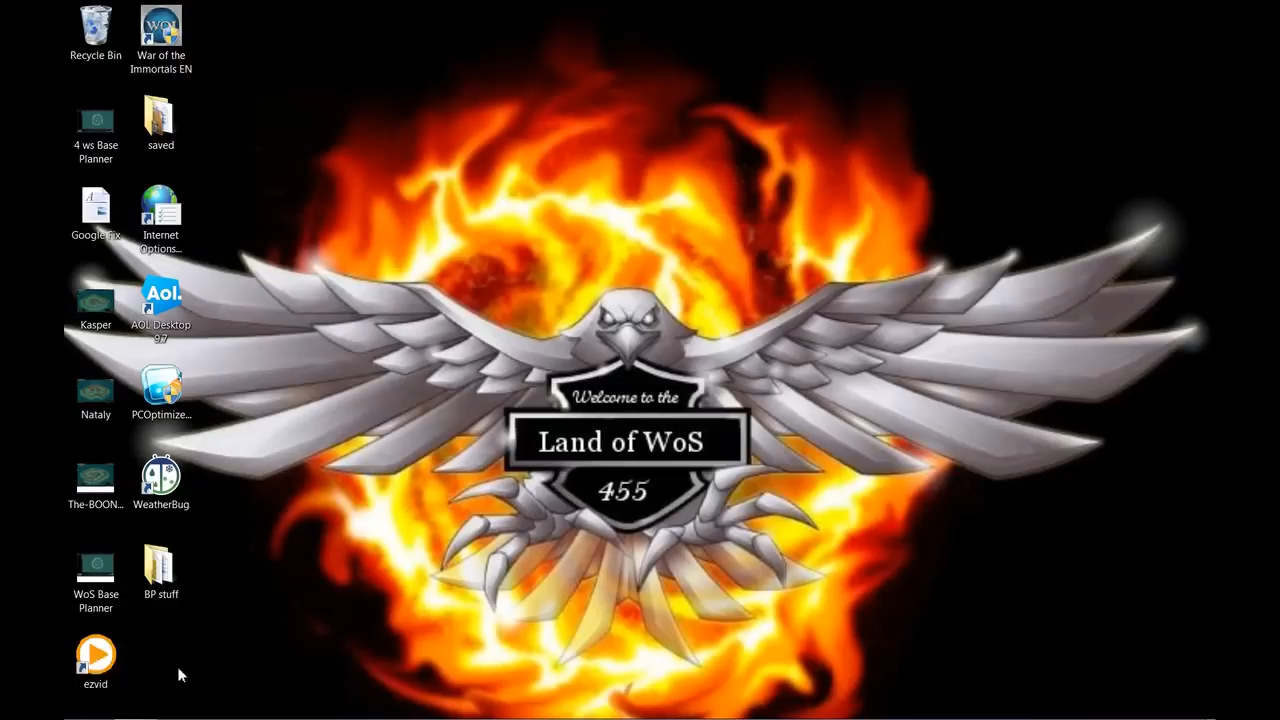 Recycle Bin
War of the
Immortals EN
4 ws Base
Planner
saved
Google Fix
Internet
Options...
Kasper
Aol.
AOL Desktop
9.7
Nataly
PCOptimize...
The-BOON...
WeatherBug
WoS Base
Planner
BP stuff
ezvid
Welcome to the
Land of WoS
455